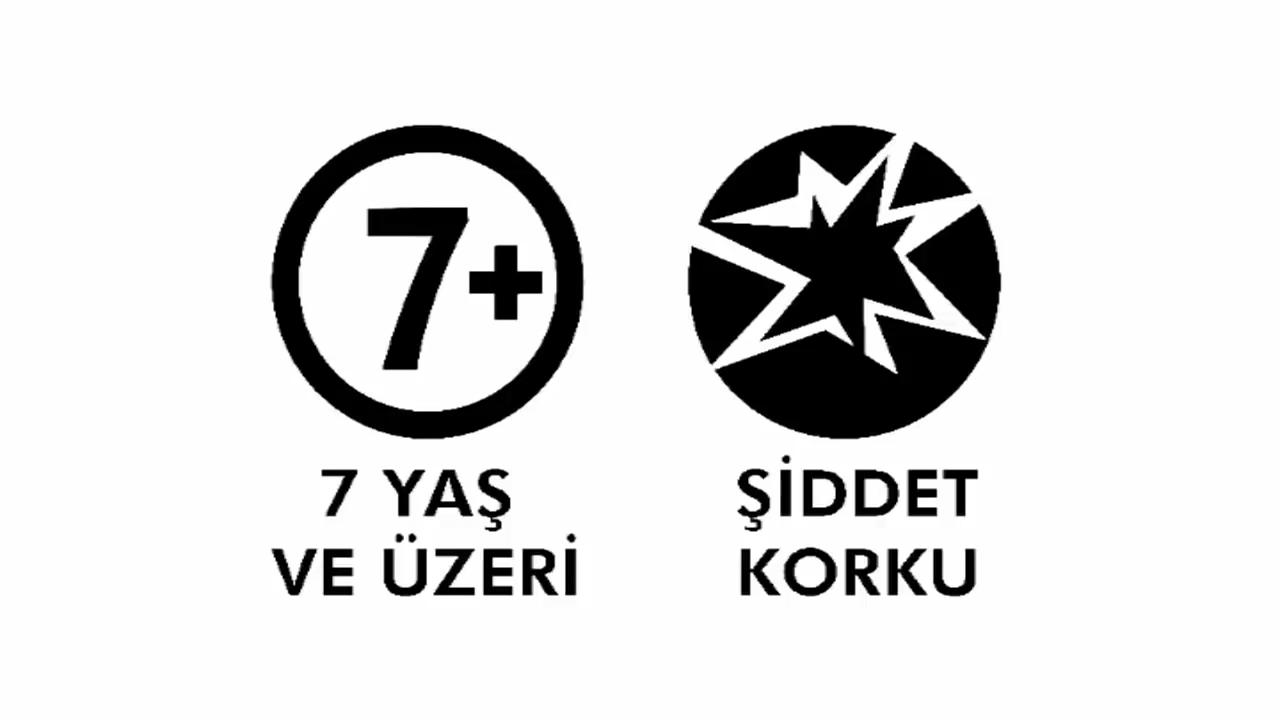 7+
7 YAŞ
VE ÜZERİ
ŞİDDET
KORKU